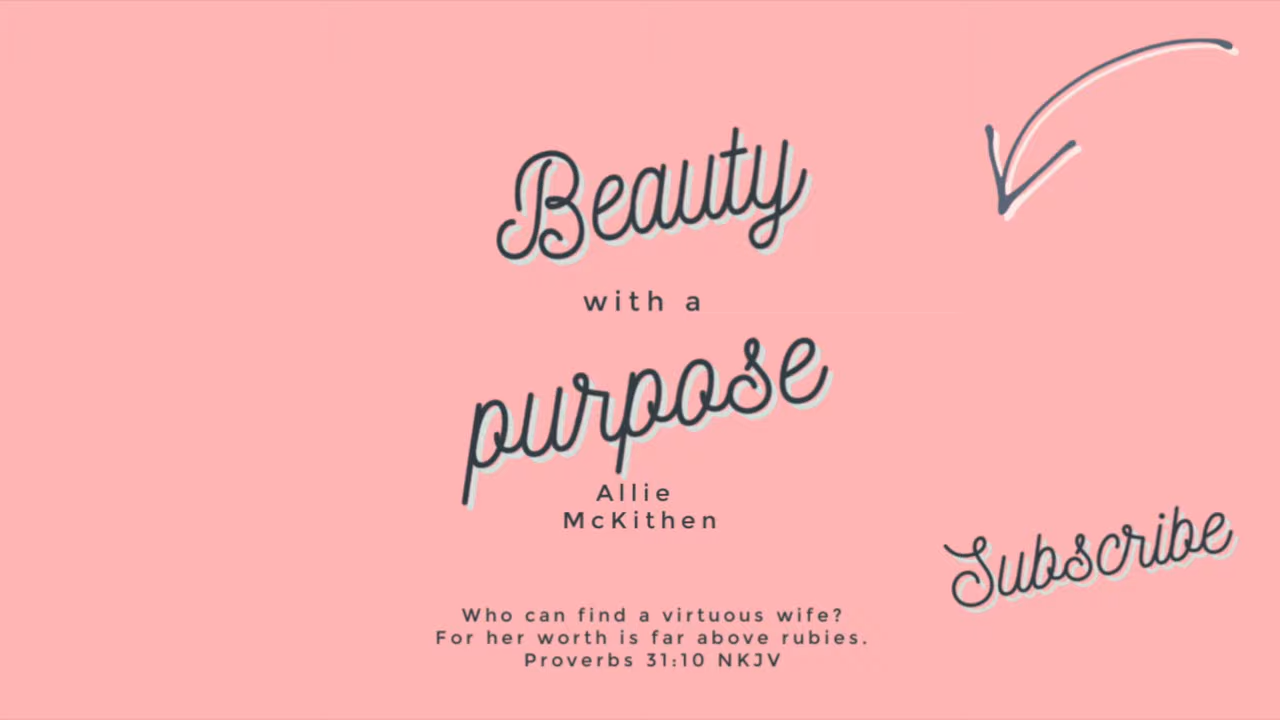 Beauty
with a
purpose
Allie
McKithen
Subscribe
Who can find a virtuous wife?
For her worth is far above rubies.
Proverbs 31:10 NKJV